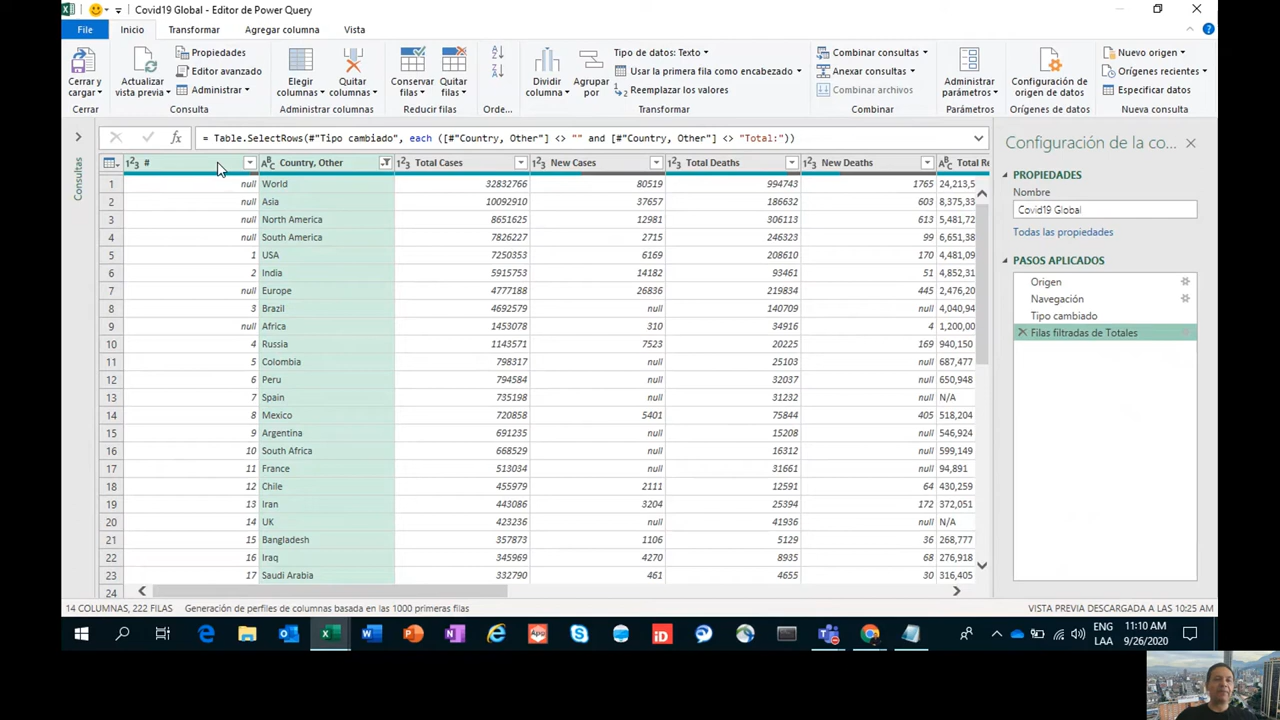 Covid19 Global - Editor de Power Query
File Inicio Transformar Agregar columna Vista
Cerrar y cargar
Cerrar
Actualizar vista previa
Propiedades
Editor avanzado
Administrar
Consulta
Elegir columnas
Quitar columnas
Administrar columnas
Conservar filas
Quitar filas
Reducir filas
Orde...
Dividir columna
Agrupar por
Tipo de datos: Texto
Usar la primera fila como encabezado
Reemplazar los valores
Transformar
Combinar consultas
Anexar consultas
Combinar archivos
Combinar
Administrar parámetros
Parámetros
Configuración de origen de datos
Orígenes de datos
Nuevo origen
Orígenes recientes
Especificar datos
Nueva consulta
Consultas
= Table.SelectRows(#"Tipo cambiado", each ([#"Country, Other"] <> "" and [#"Country, Other"] <> "Total:"))
# Country, Other Total Cases New Cases Total Deaths New Deaths Total Re
1 null World 32832766 80519 994743 1765 24,213,5
2 null Asia 10092910 37657 186632 603 8,375,33
3 null North America 8651625 12981 306113 613 5,481,72
4 null South America 7826227 2715 246323 99 6,651,38
5 1 USA 7250353 6169 208610 170 4,481,09
6 2 India 5915753 14182 93461 51 4,852,31
7 null Europe 4777188 26836 219834 445 2,476,20
8 3 Brazil 4692579 null 140709 null 4,040,94
9 null Africa 1453078 310 34916 4 1,200,00
10 4 Russia 1143571 7523 20225 169 940,150
11 5 Colombia 798317 null 25103 null 687,477
12 6 Peru 794584 null 32037 null 650,948
13 7 Spain 735198 null 31232 null N/A
14 8 Mexico 720858 5401 75844 405 518,204
15 9 Argentina 691235 null 15208 null 546,924
16 10 South Africa 668529 null 16312 null 599,149
17 11 France 513034 null 31661 null 94,891
18 12 Chile 455979 2111 12591 64 430,259
19 13 Iran 443086 3204 25394 172 372,051
20 14 UK 423236 null 41936 null N/A
21 15 Bangladesh 357873 1106 5129 36 268,777
22 16 Iraq 345969 4270 8935 68 276,918
23 17 Saudi Arabia 332790 461 4655 30 316,405
24
Configuración de la co...
PROPIEDADES
Nombre
Covid19 Global
Todas las propiedades
PASOS APLICADOS
Origen
Navegación
Tipo cambiado
Filas filtradas de Totales
14 COLUMNS, 222 FILAS Generación de perfiles de columnas basada en las 1000 primeras filas VISTA PREVIA DESCARGADA A LAS 10:25 AM
ENG 11:10 AM
LAA 9/26/2020